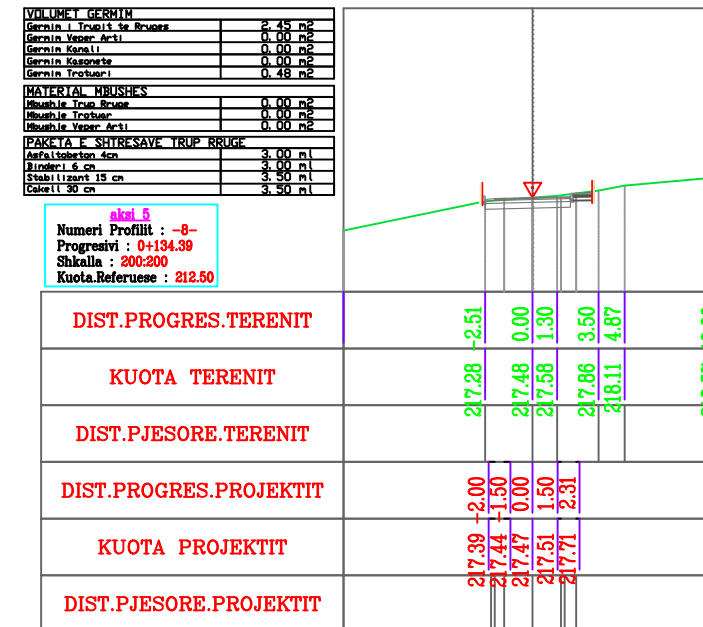 VOLUMET GERMIM
Germim i Trupit te Rruges 2.45 m2
Germim Veper Arti 0.00 m2
Germim Kanali 0.00 m2
Germim Kasonete 0.00 m2
Germim Trotuari 0.48 m2
MATERIAL MBUSHES
Mbushje Trup Rruge 0.00 m2
Mbushje Trotuar 0.00 m2
Mbushje Veper Arti 0.00 m2
PAKETA E SHTRESAVE TRUP RRUGE
Asfaltobeton 4cm 3.00 ml
Binderi 6 cm 3.00 ml
Stabilizant 15 cm 3.50 ml
Cakell 30 cm 3.50 ml
aksi 5
Numeri Profilit : -8-
Progresivi : 0+134.39
Shkalla : 200:200
Kuota.Referuese : 212.50
DIST.PROGRES.TERENIT -2.51 0.00 1.30 3.50 4.87
KUOTA TERENIT 217.28 217.48 217.58 217.86 218.11
DIST.PJESORE.TERENIT
DIST.PROGRES.PROJEKTIT -2.00 -1.50 0.00 1.50 2.31
KUOTA PROJEKTIT 217.39 217.44 217.47 217.51 217.71
DIST.PJESORE.PROJEKTIT